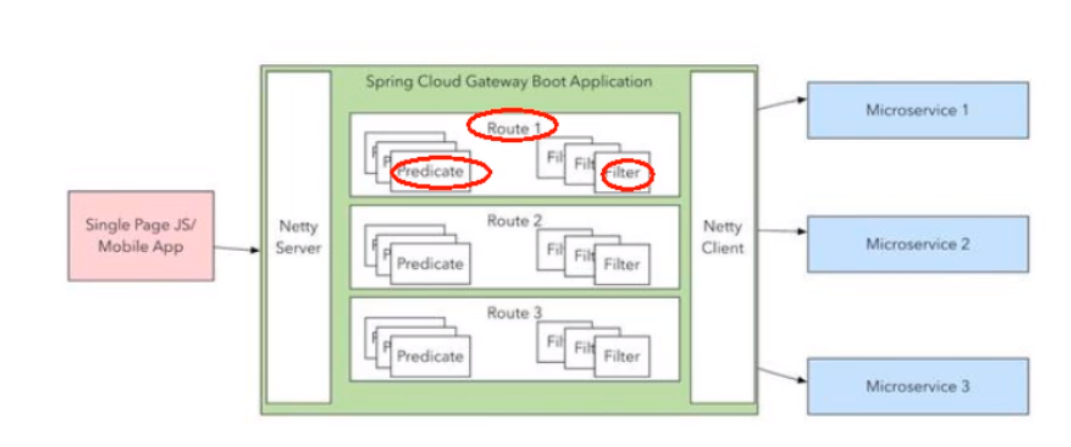 Spring Cloud Gateway Boot Application
Route 1
Predicate
Fil
Filt
Filter
Route 2
Predicate
Fil
Filt
Filter
Route 3
Predicate
Fil
Filt
Filter
Single Page JS/
Mobile App
Netty
Server
Netty
Client
Microservice 1
Microservice 2
Microservice 3